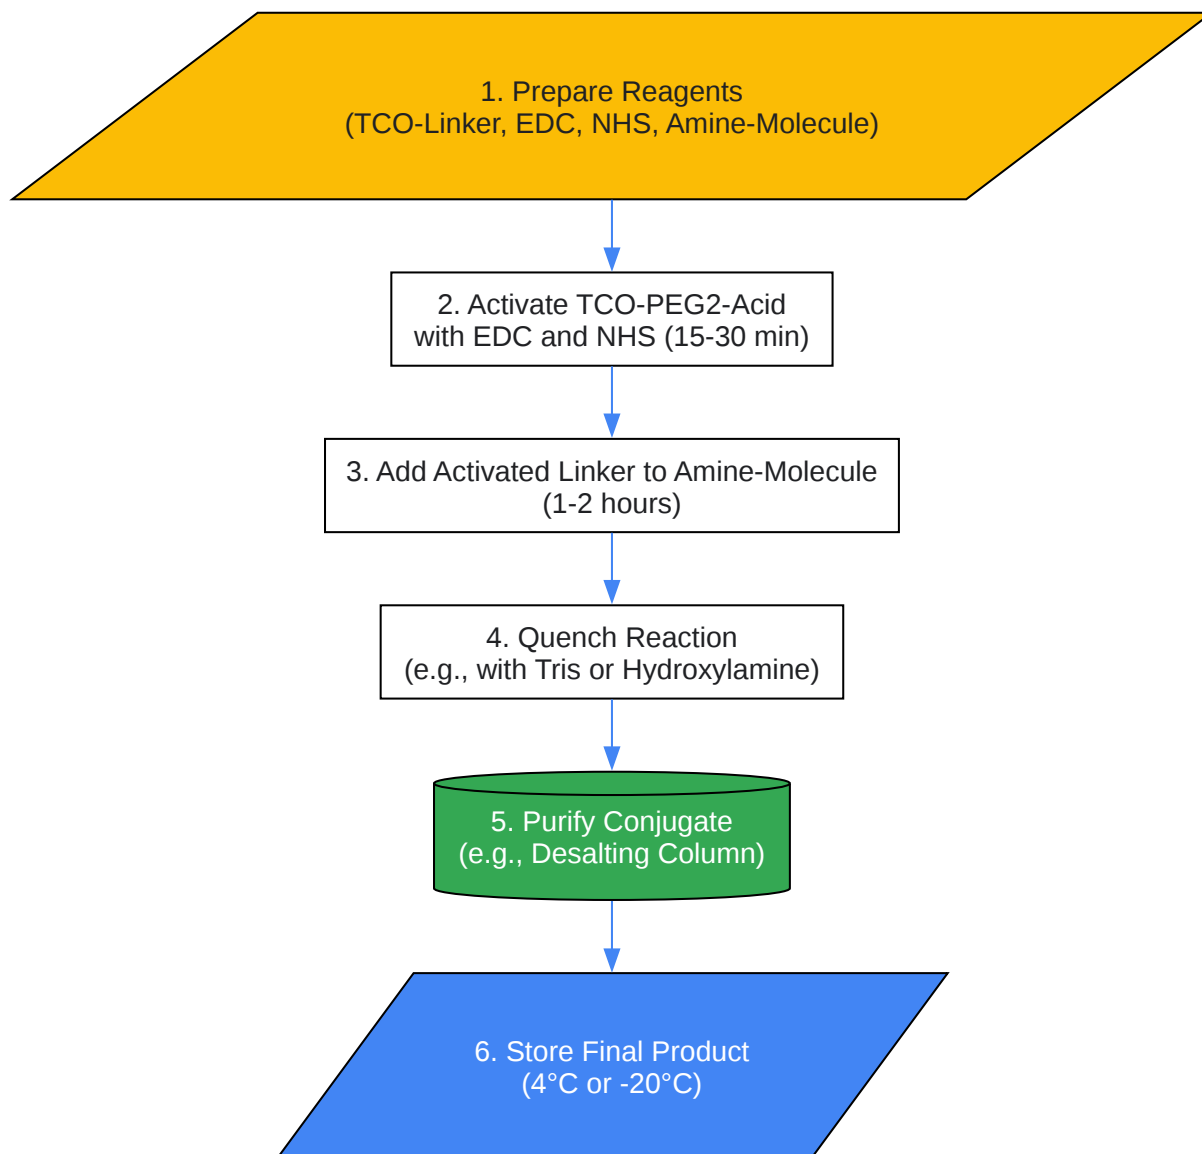 1. Prepare Reagents
(TCO-Linker, EDC, NHS, Amine-Molecule)
2. Activate TCO-PEG2-Acid
with EDC and NHS (15-30 min)
3. Add Activated Linker to Amine-Molecule
(1-2 hours)
4. Quench Reaction
(e.g., with Tris or Hydroxylamine)
5. Purify Conjugate
(e.g., Desalting Column)
6. Store Final Product
(4°C or -20°C)